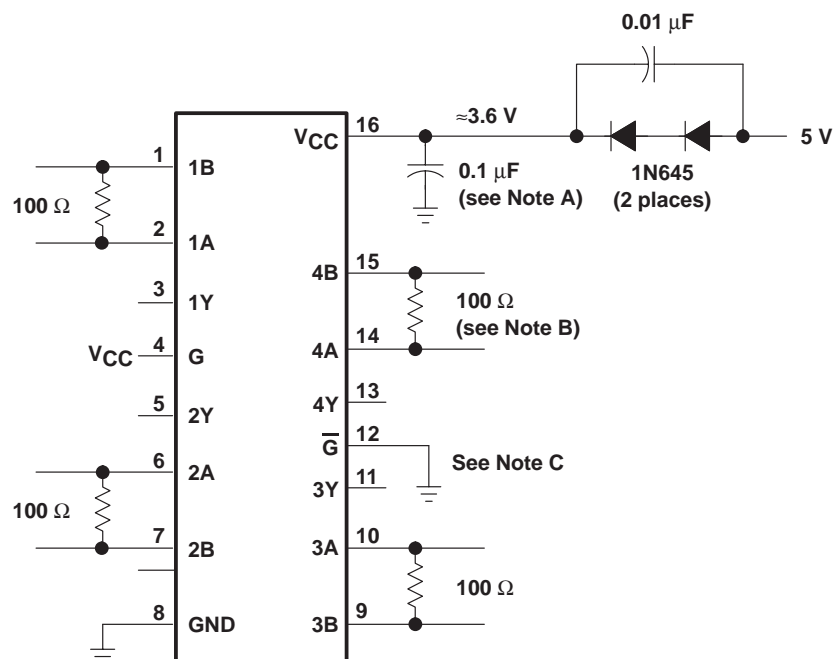 0.01 μF
5 V
≈3.6 V
1N645
(2 places)
0.1 μF
(see Note A)
16
VCC
1
1B
100 Ω
2
1A
3
1Y
VCC
4
G
5
2Y
6
2A
100 Ω
7
2B
8
GND
15
4B
100 Ω
(see Note B)
14
4A
13
4Y
12
G̅
See Note C
11
3Y
10
3A
100 Ω
9
3B